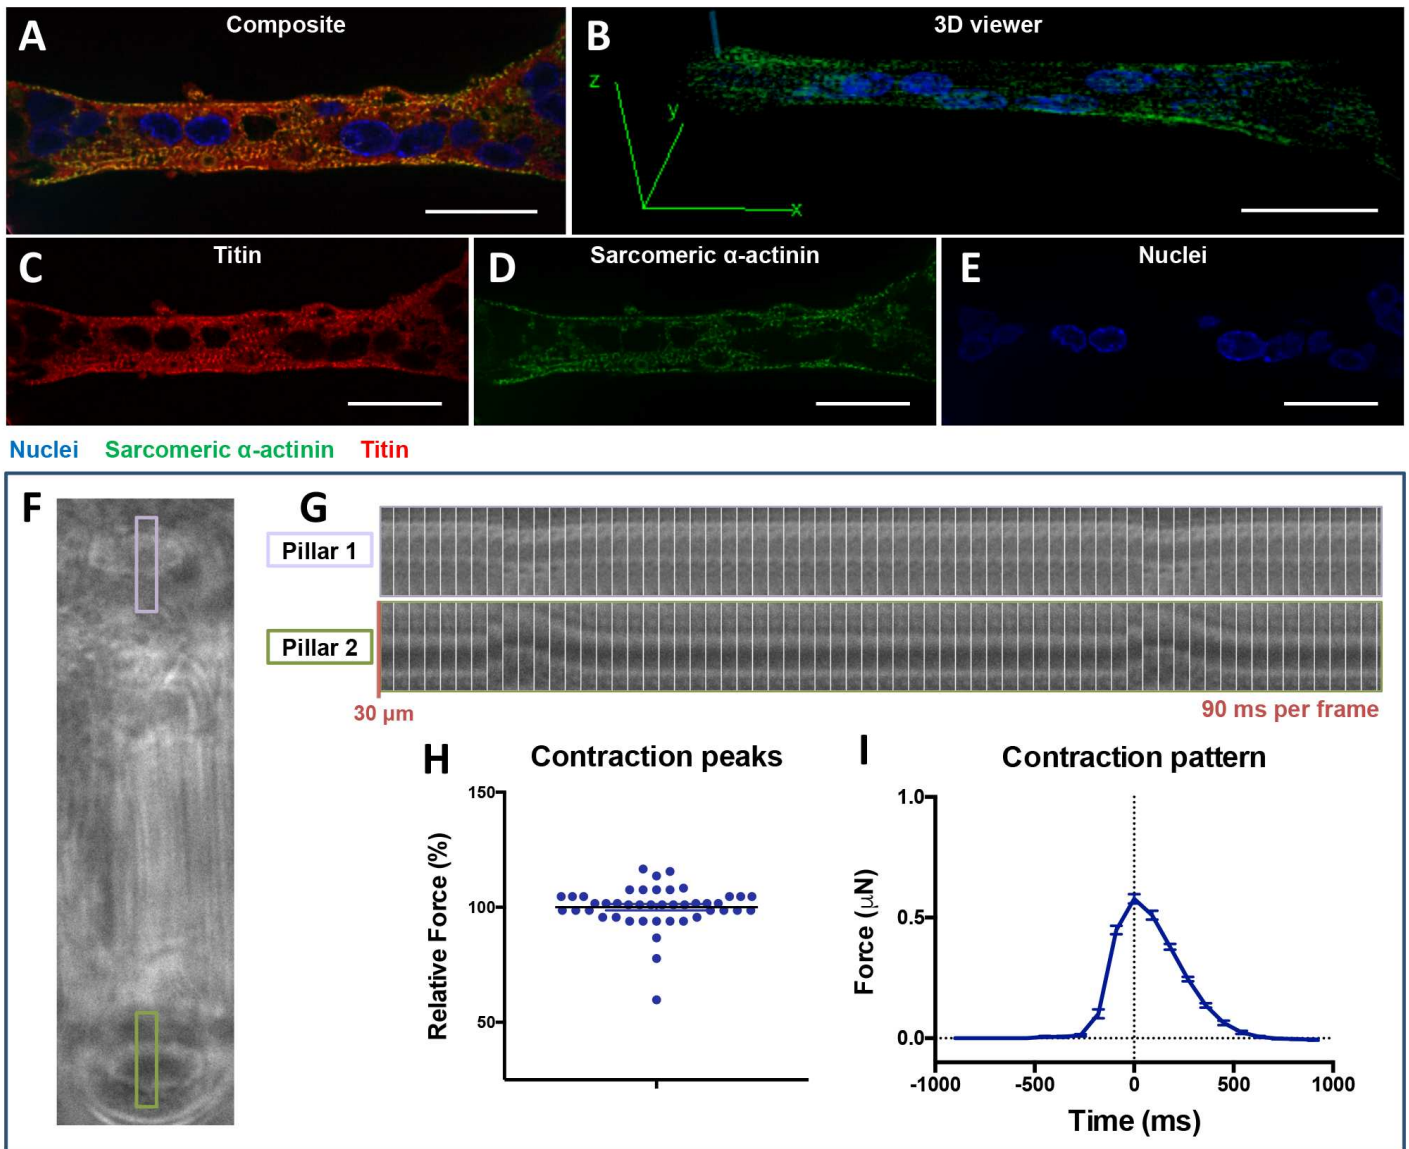 A
Composite
B
3D viewer
z
y
x
C
Titin
D
Sarcomeric α-actinin
E
Nuclei
Nuclei Sarcomeric α-actinin Titin
F
G
Pillar 1
Pillar 2
30 µm
90 ms per frame
H
Contraction peaks
150
100
50
Relative Force (%)
I
Contraction pattern
1.0
0.5
0.0
Force (µN)
-1000 -500 0 500 1000
Time (ms)